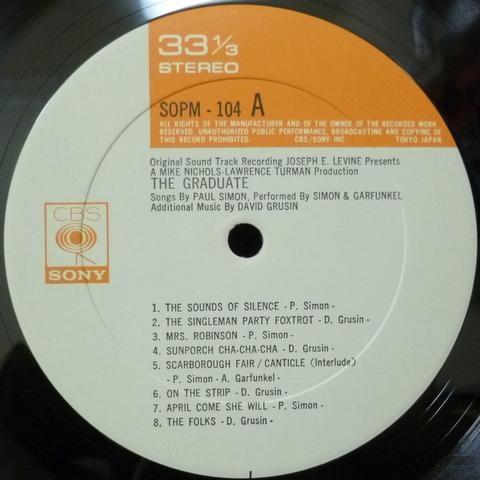 33 1/3
STEREO
SOPM - 104 A
ALL RIGHTS OF THE MANUFACTURER AND OF THE OWNER OF THE RECORDED WORK
RESERVED. UNAUTHORIZED PUBLIC PERFORMANCE, BROADCASTING AND COPYING OF
THIS RECORD PROHIBITED. CBS/SONY INC. TOKYO JAPAN.
Original Sound Track Recording JOSEPH E. LEVINE Presents
A MIKE NICHOLS-LAWRENCE TURMAN Production
THE GRADUATE
Songs By PAUL SIMON, Performed By SIMON & GARFUNKEL
Additional Music By DAVID GRUSIN
CBS
SONY
1. THE SOUNDS OF SILENCE - P. Simon -
2. THE SINGLEMAN PARTY FOXTROT - D. Grusin -
3. MRS. ROBINSON - P. Simon -
4. SUNPORCH CHA-CHA-CHA - D. Grusin -
5. SCARBOROUGH FAIR / CANTICLE (Interlude)
- P. Simon - A. Garfunkel -
6. ON THE STRIP - D. Grusin -
7. APRIL COME SHE WILL - P. Simon -
8. THE FOLKS - D. Grusin -